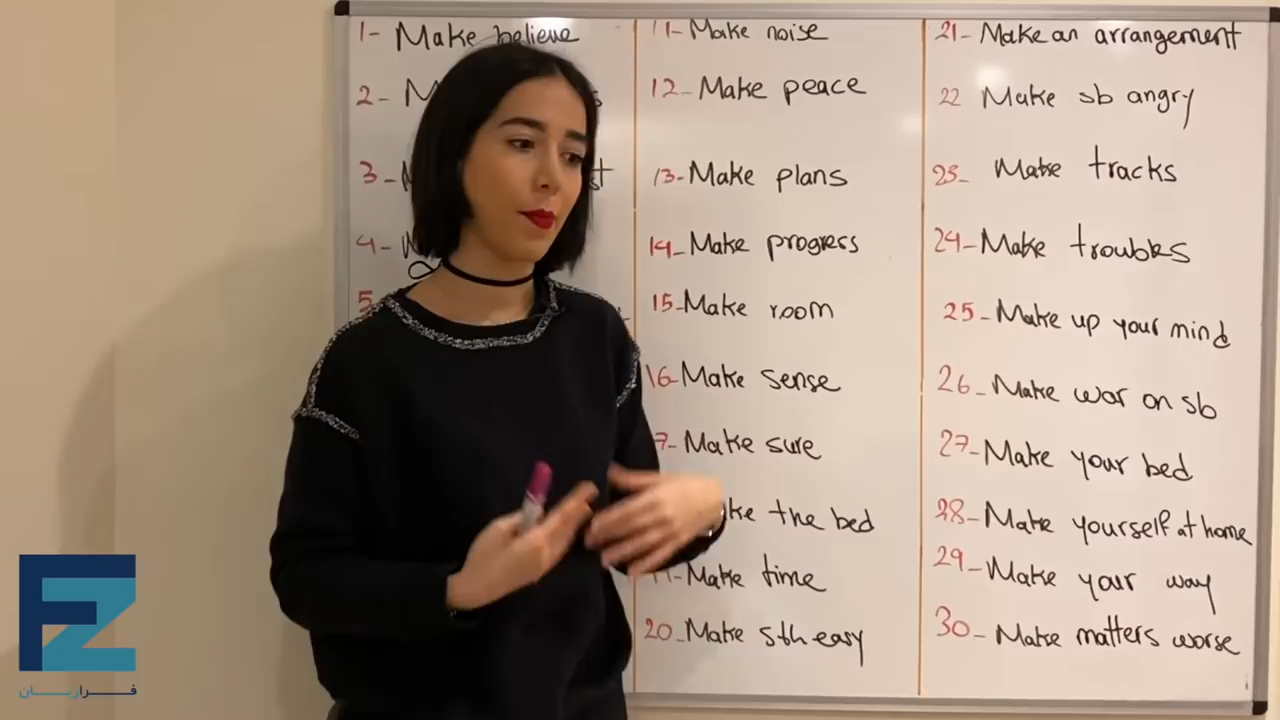 1- Make believe
2-
3-
4-
5-
11- Make noise
12- Make peace
13- Make plans
14- Make progress
15- Make room
16- Make sense
7- Make sure
the bed
Make time
20- Make sth easy
21- Make an arrangement
22 Make sb angry
23- Make tracks
24- Make troubles
25- Make up your mind
26- Make war on sb
27- Make your bed
28- Make yourself at home
29- Make your way
30- Make matters worse
FZ
فرازبان